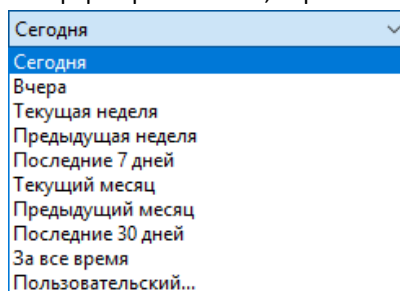 Сегодня
Сегодня
Вчера
Текущая неделя
Предыдущая неделя
Последние 7 дней
Текущий месяц
Предыдущий месяц
Последние 30 дней
За все время
Пользовательский...